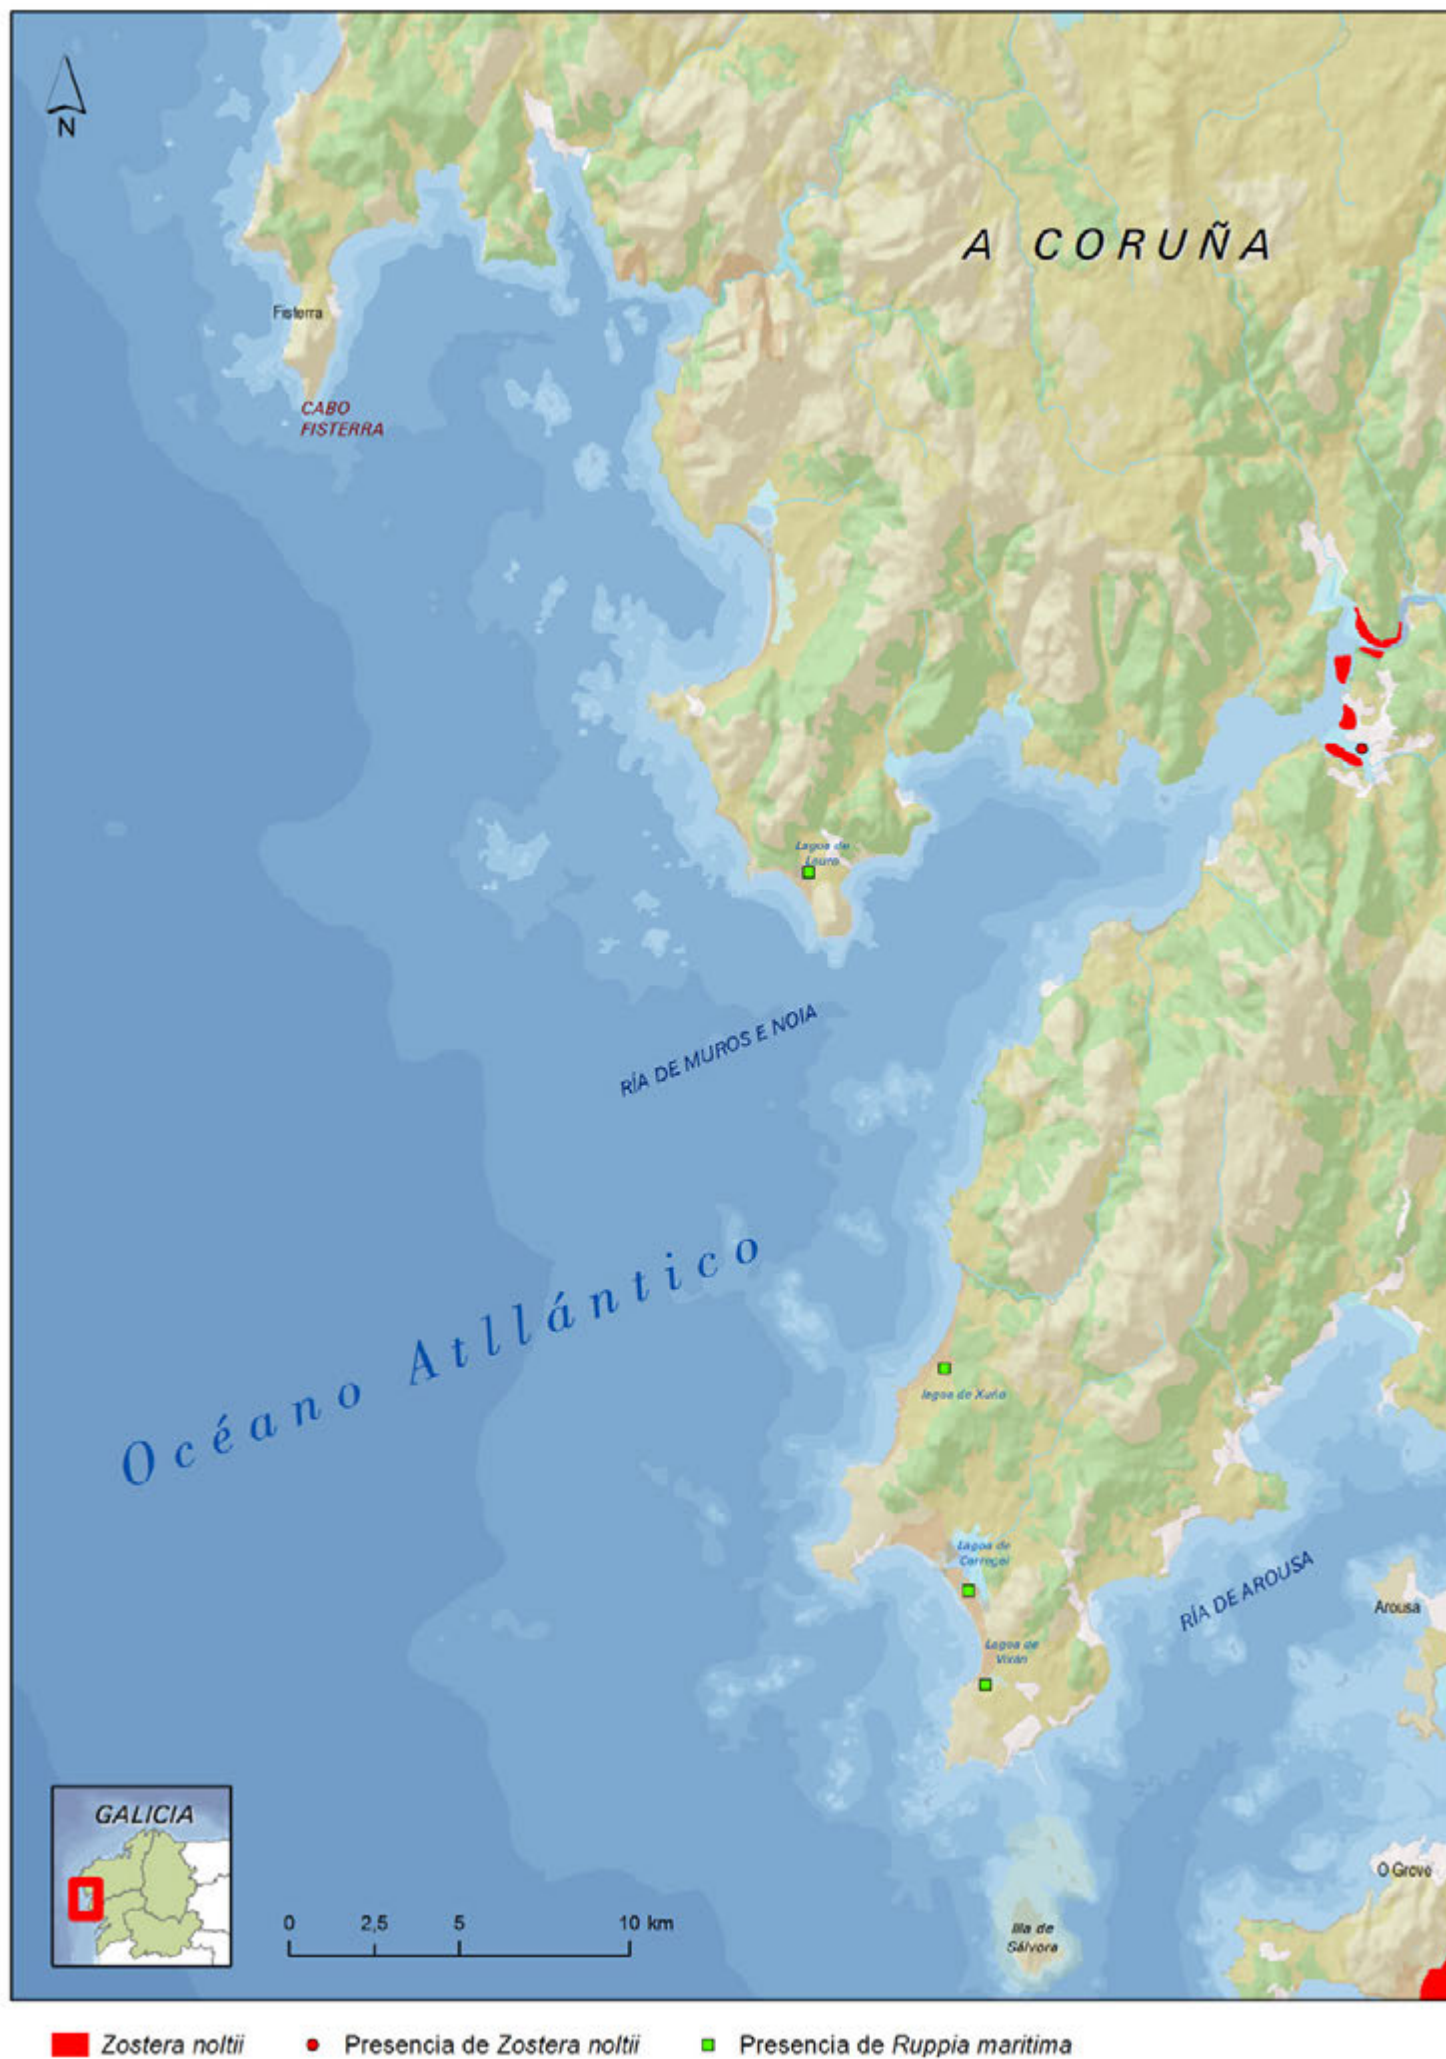 N
A CORUÑA
Fisterra
CABO
FISTERRA
Lagoa de
Louro
RÍA DE MUROS E NOIA
Océano Atllántico
lagoa de Xuño
Lagoa de
Carregal
RÍA DE AROUSA
Arousa
Lagoa de
Vixán
GALICIA
O Grove
0 2,5 5 10 km
Illa de
Sálvora
Zostera noltii
Presencia de Zostera noltii
Presencia de Ruppia maritima